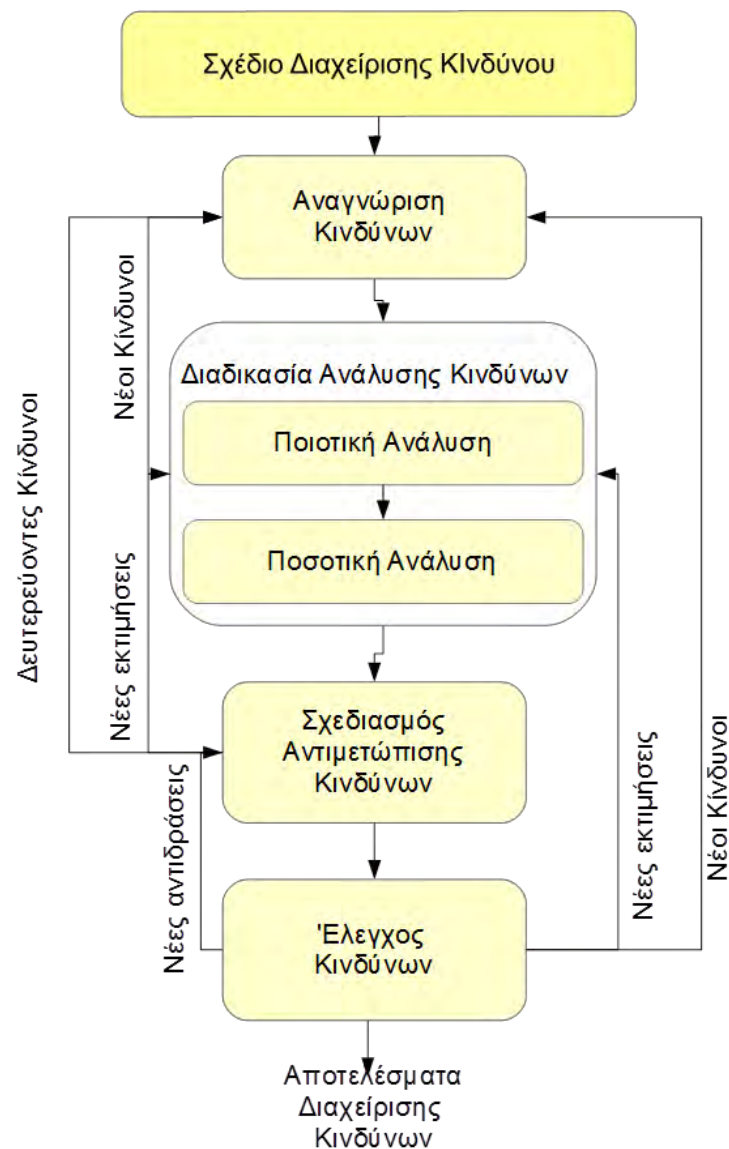 Σχέδιο Διαχείρισης ΚΙνδύνου
Αναγνώριση
Κινδύνων
Νέοι Κίνδυνοι
Δευτερεύοντες Κίνδυνοι
Διαδικασία Ανάλυσης Κινδύνων
Ποιοτική Ανάλυση
Ποσοτική Ανάλυση
Νέες εκτιμήσεις
Σχεδιασμός
Αντιμετώπισης
Κινδύνων
Νέες αντιδράσεις
Νέες εκτιμήσεις
Νέοι Κίνδυνοι
Έλεγχος
Κινδύνων
Αποτελέσματα
Διαχείρισης
Κινδύνων